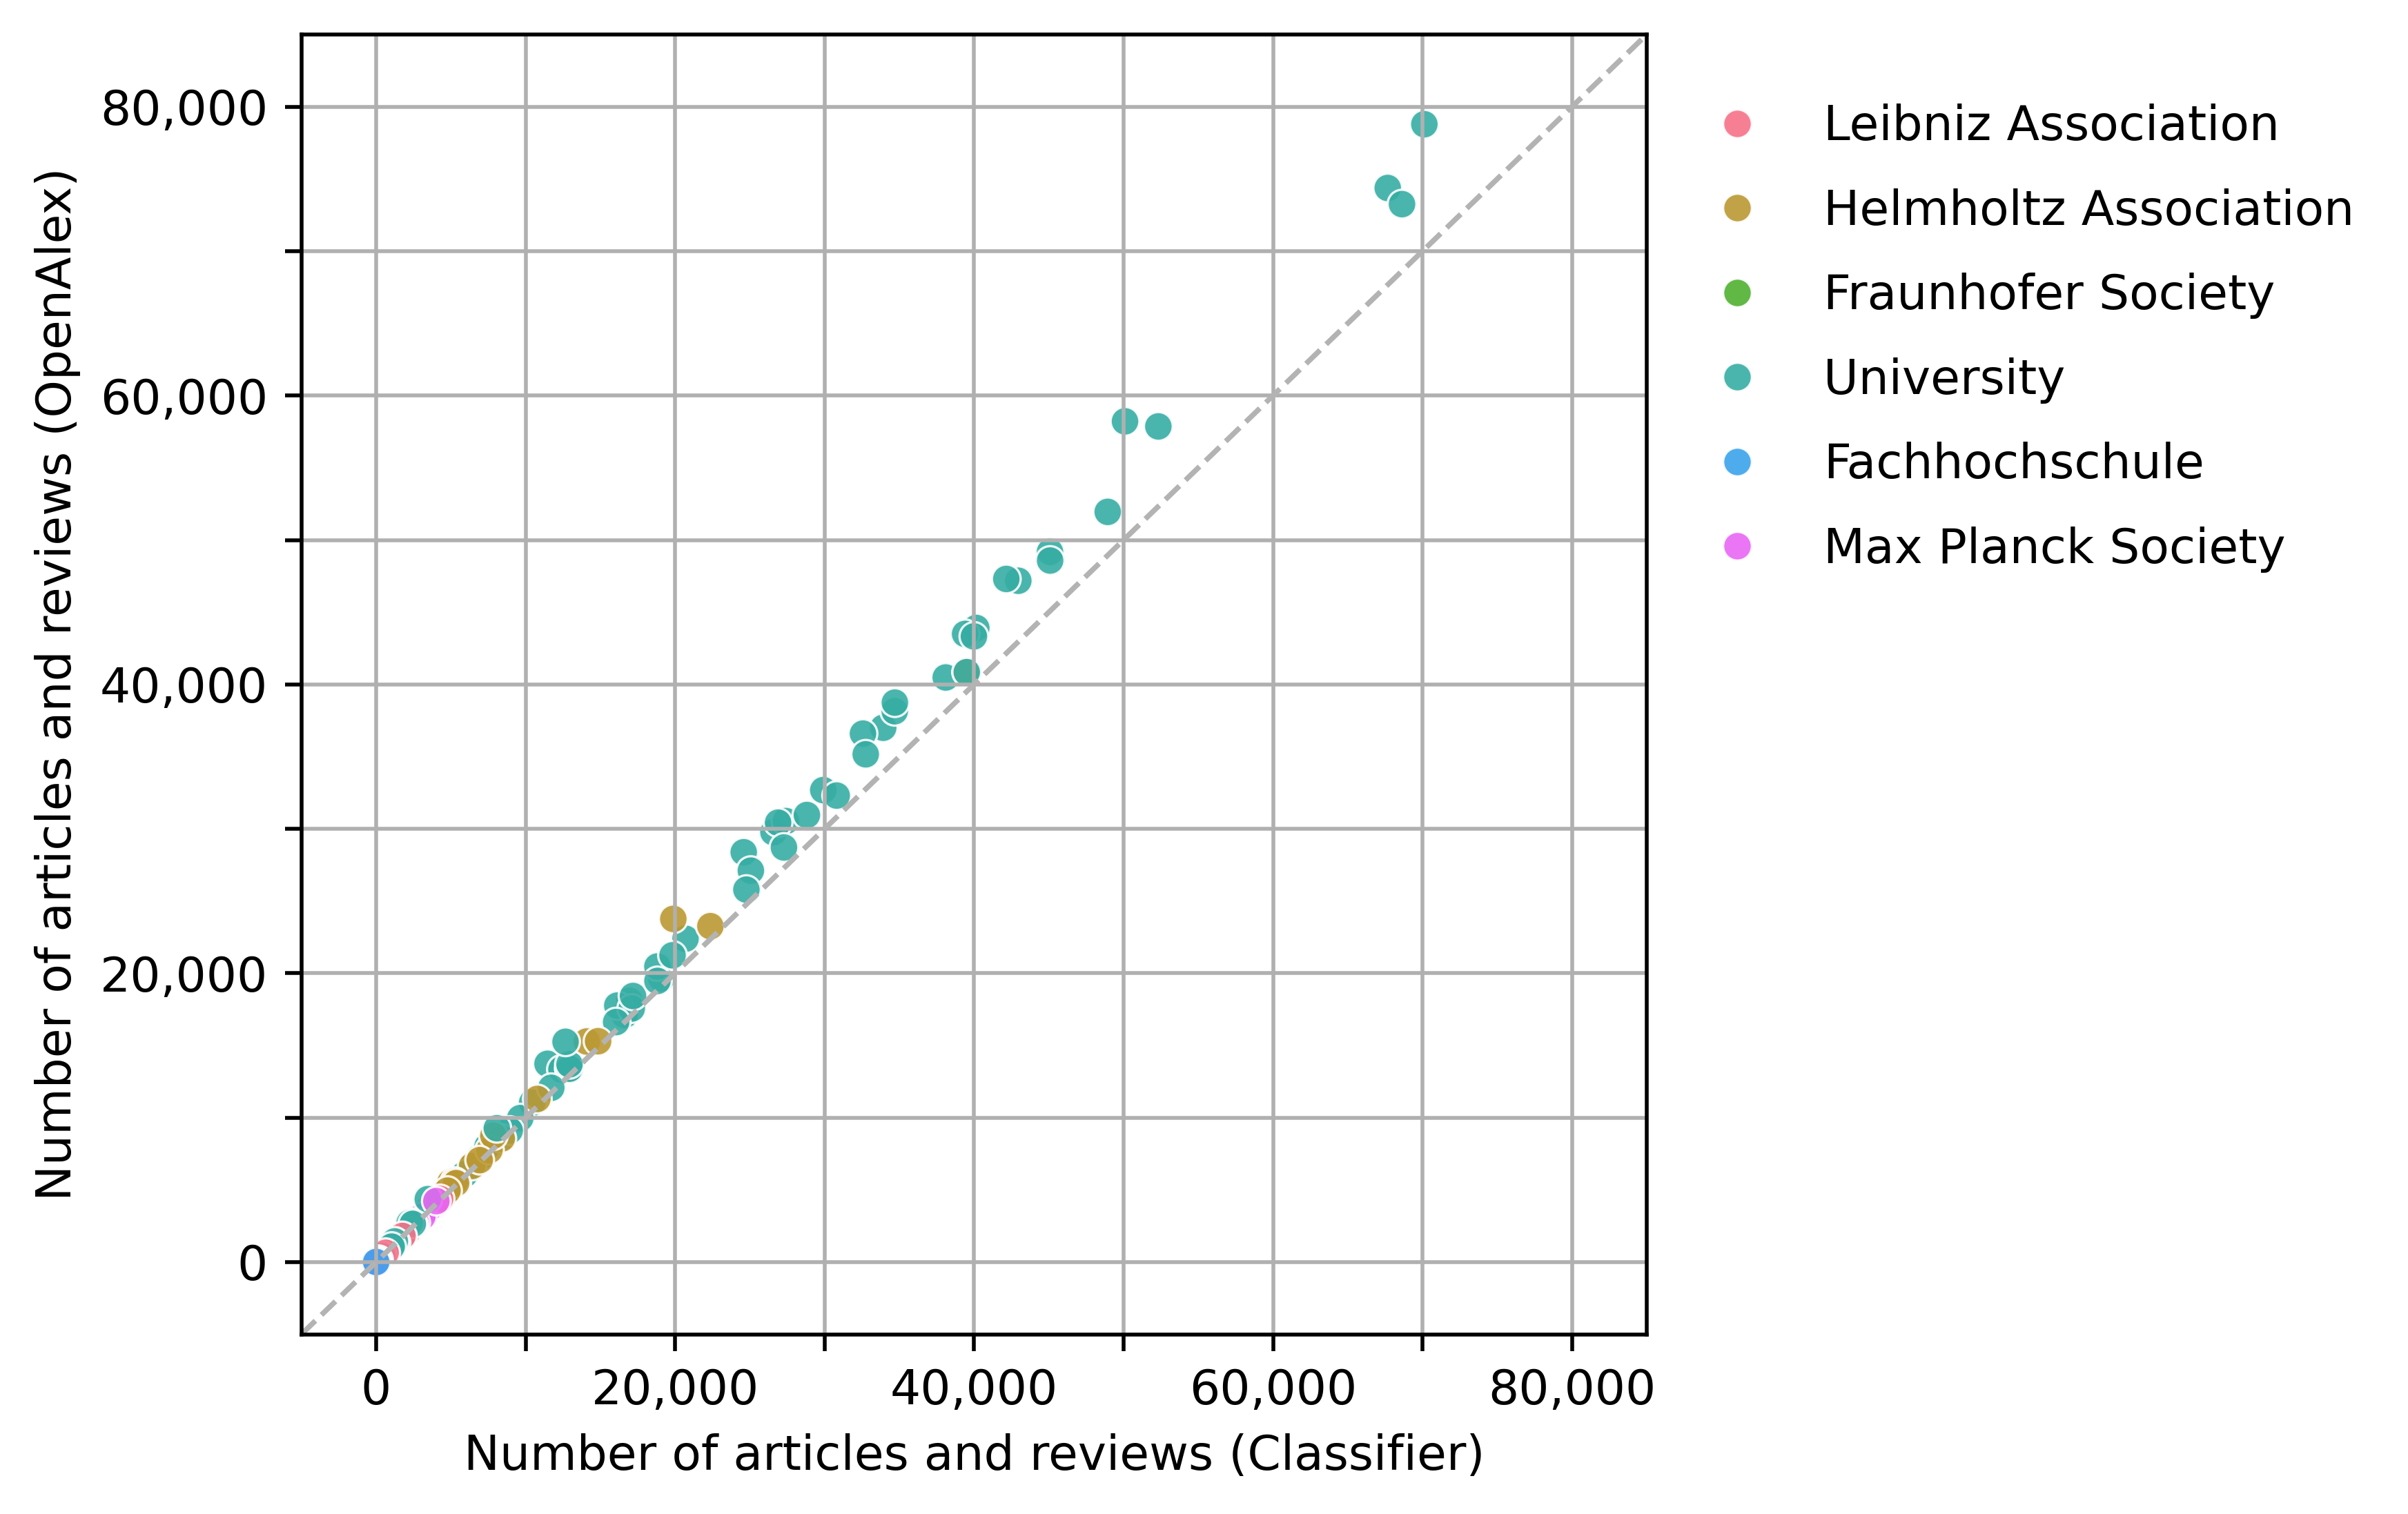 80,000
60,000
40,000
20,000
0
Number of articles and reviews (OpenAlex)
0
20,000
40,000
60,000
80,000
Number of articles and reviews (Classifier)
Leibniz Association
Helmholtz Association
Fraunhofer Society
University
Fachhochschule
Max Planck Society